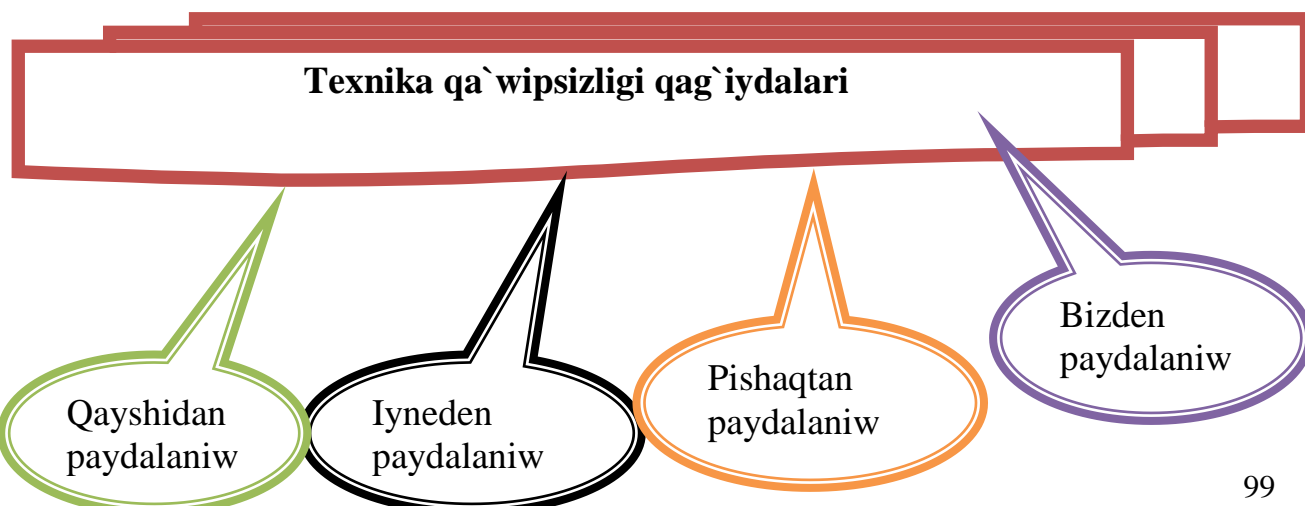 Texnika qa`wipsizligi qag`iydalari
Qayshidan
paydalaniw
Iyneden
paydalaniw
Pishaqtan
paydalaniw
Bizden
paydalaniw
99